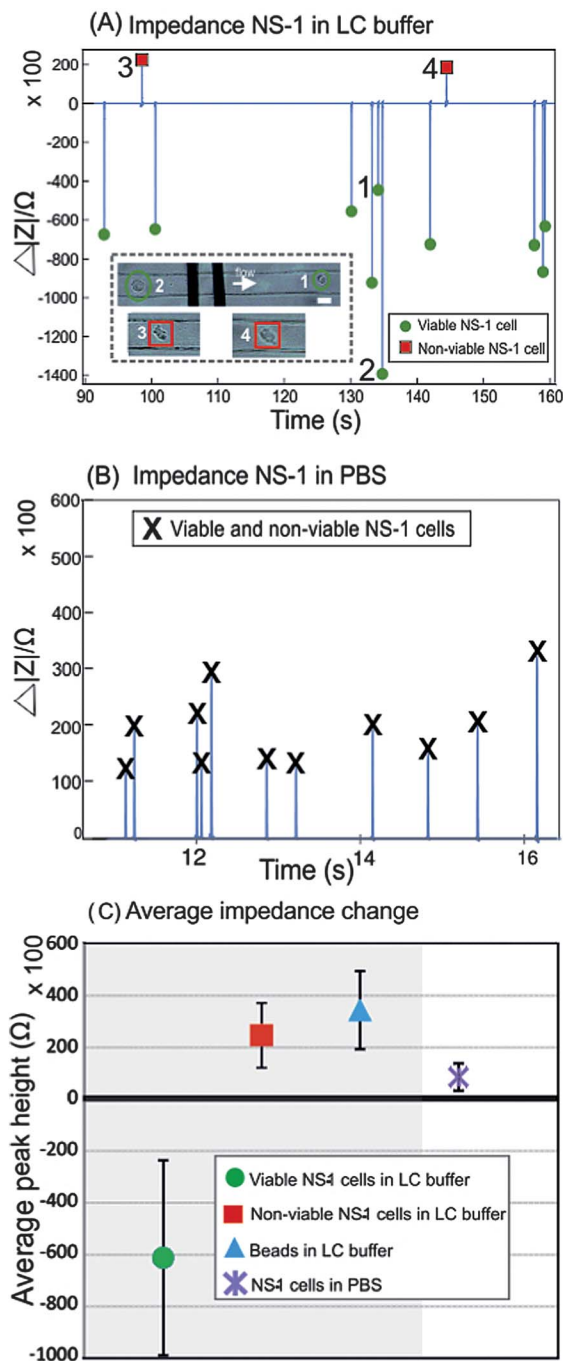 (A) Impedance NS-1 in LC buffer
x 100
△|Z|/Ω
200
0
-200
-400
-600
-800
-1000
-1200
-1400
3
4
1
2
flow
2
1
3
4
Viable NS-1 cell
Non-viable NS-1 cell
90 100 110 120 130 140 150 160
Time (s)
(B) Impedance NS-1 in PBS
x 100
△|Z|/Ω
600
500
400
300
200
100
0
X Viable and non-viable NS-1 cells
X X X X X X X X X X X
12 14 16
Time (s)
(C) Average impedance change
x 100
Average peak height (Ω)
600
400
200
0
-200
-400
-600
-800
-1000
Viable NS-1 cells in LC buffer
Non-viable NS-1 cells in LC buffer
Beads in LC buffer
NS-1 cells in PBS